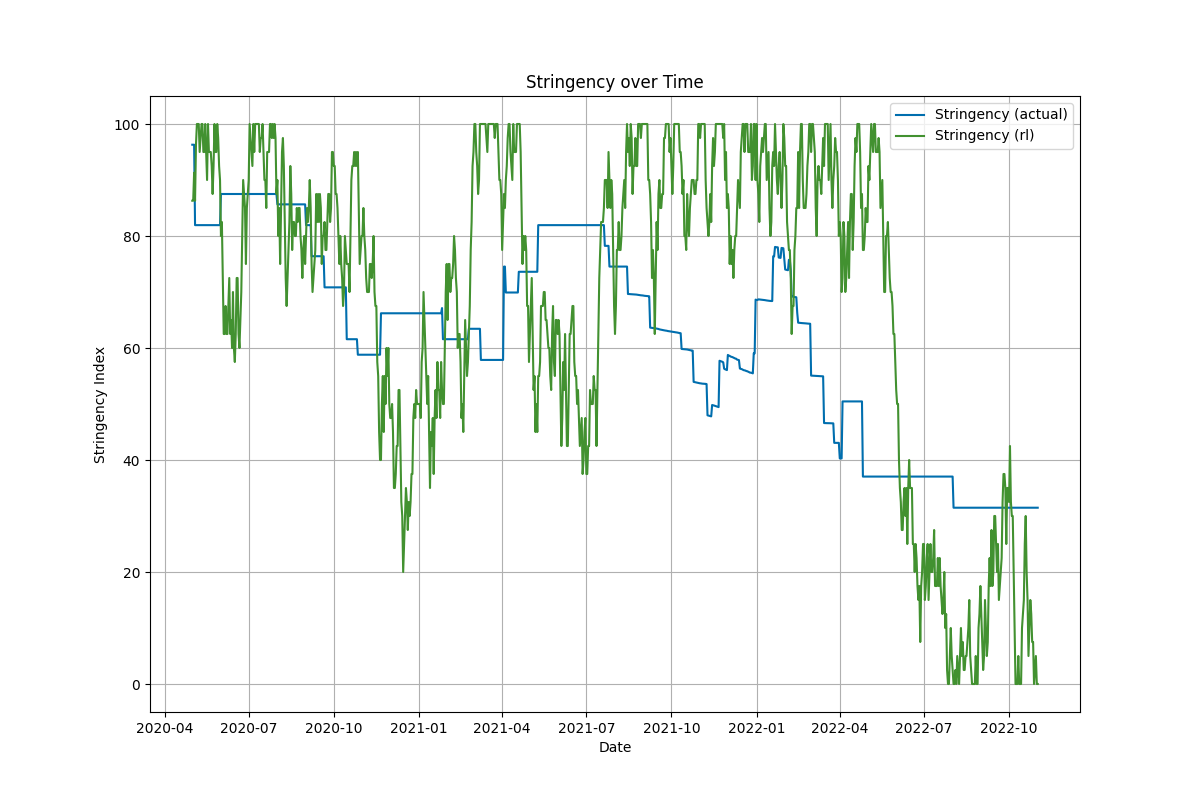 Stringency over Time
Stringency (actual)
Stringency (rl)
Stringency Index
100
80
60
40
20
0
2020-04 2020-07 2020-10 2021-01 2021-04 2021-07 2021-10 2022-01 2022-04 2022-07 2022-10
Date